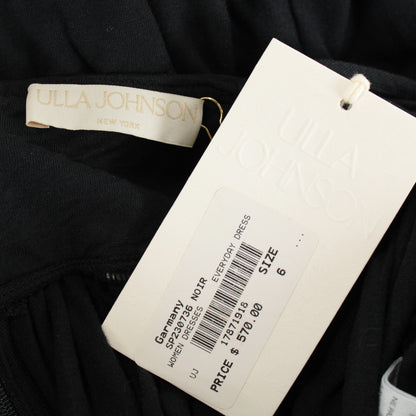 ULLA JOHNSON
NEW YORK
ULLA
JOHNSON
Garmany
SP230736 NOIR
WOMEN DRESSES
EVERYDAY DRESS
UJ
17871918
PRICE $ 570.00
SIZE
6